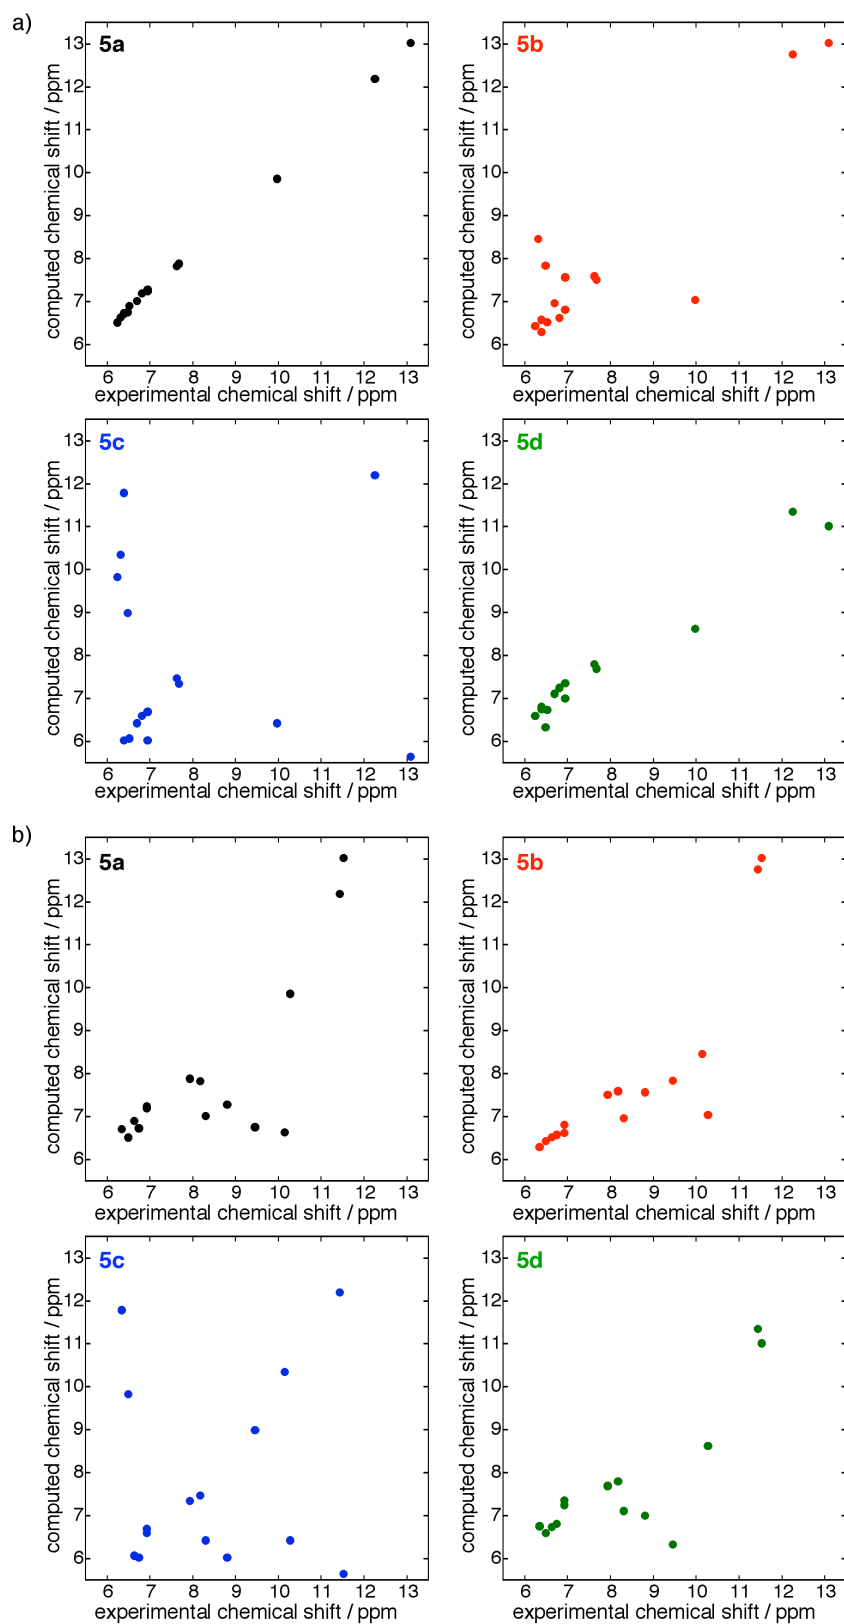 a)
5a
13
12
11
10
9
8
7
6
computed chemical shift / ppm
6 7 8 9 10 11 12 13
experimental chemical shift / ppm
5b
13
12
11
10
9
8
7
6
computed chemical shift / ppm
6 7 8 9 10 11 12 13
experimental chemical shift / ppm
5c
13
12
11
10
9
8
7
6
computed chemical shift / ppm
6 7 8 9 10 11 12 13
experimental chemical shift / ppm
5d
13
12
11
10
9
8
7
6
computed chemical shift / ppm
6 7 8 9 10 11 12 13
experimental chemical shift / ppm
b)
5a
13
12
11
10
9
8
7
6
computed chemical shift / ppm
6 7 8 9 10 11 12 13
experimental chemical shift / ppm
5b
13
12
11
10
9
8
7
6
computed chemical shift / ppm
6 7 8 9 10 11 12 13
experimental chemical shift / ppm
5c
13
12
11
10
9
8
7
6
computed chemical shift / ppm
6 7 8 9 10 11 12 13
experimental chemical shift / ppm
5d
13
12
11
10
9
8
7
6
computed chemical shift / ppm
6 7 8 9 10 11 12 13
experimental chemical shift / ppm